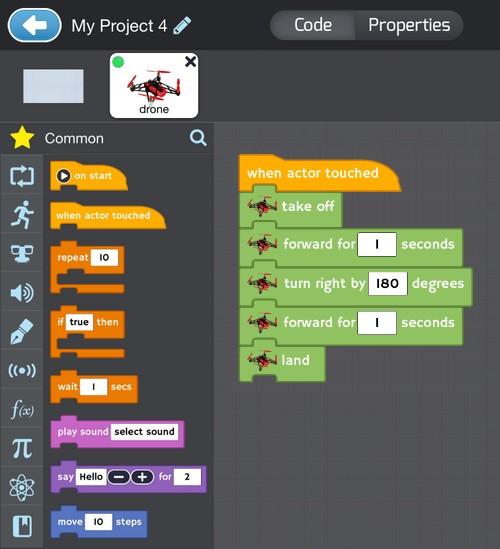 My Project 4
Code
Properties
drone
Common
on start
when actor touched
repeat 10
if true then
wait 1 secs
play sound select sound
say Hello − + for 2
move 10 steps
f(x)
π
when actor touched
take off
forward for 1 seconds
turn right by 180 degrees
forward for 1 seconds
land